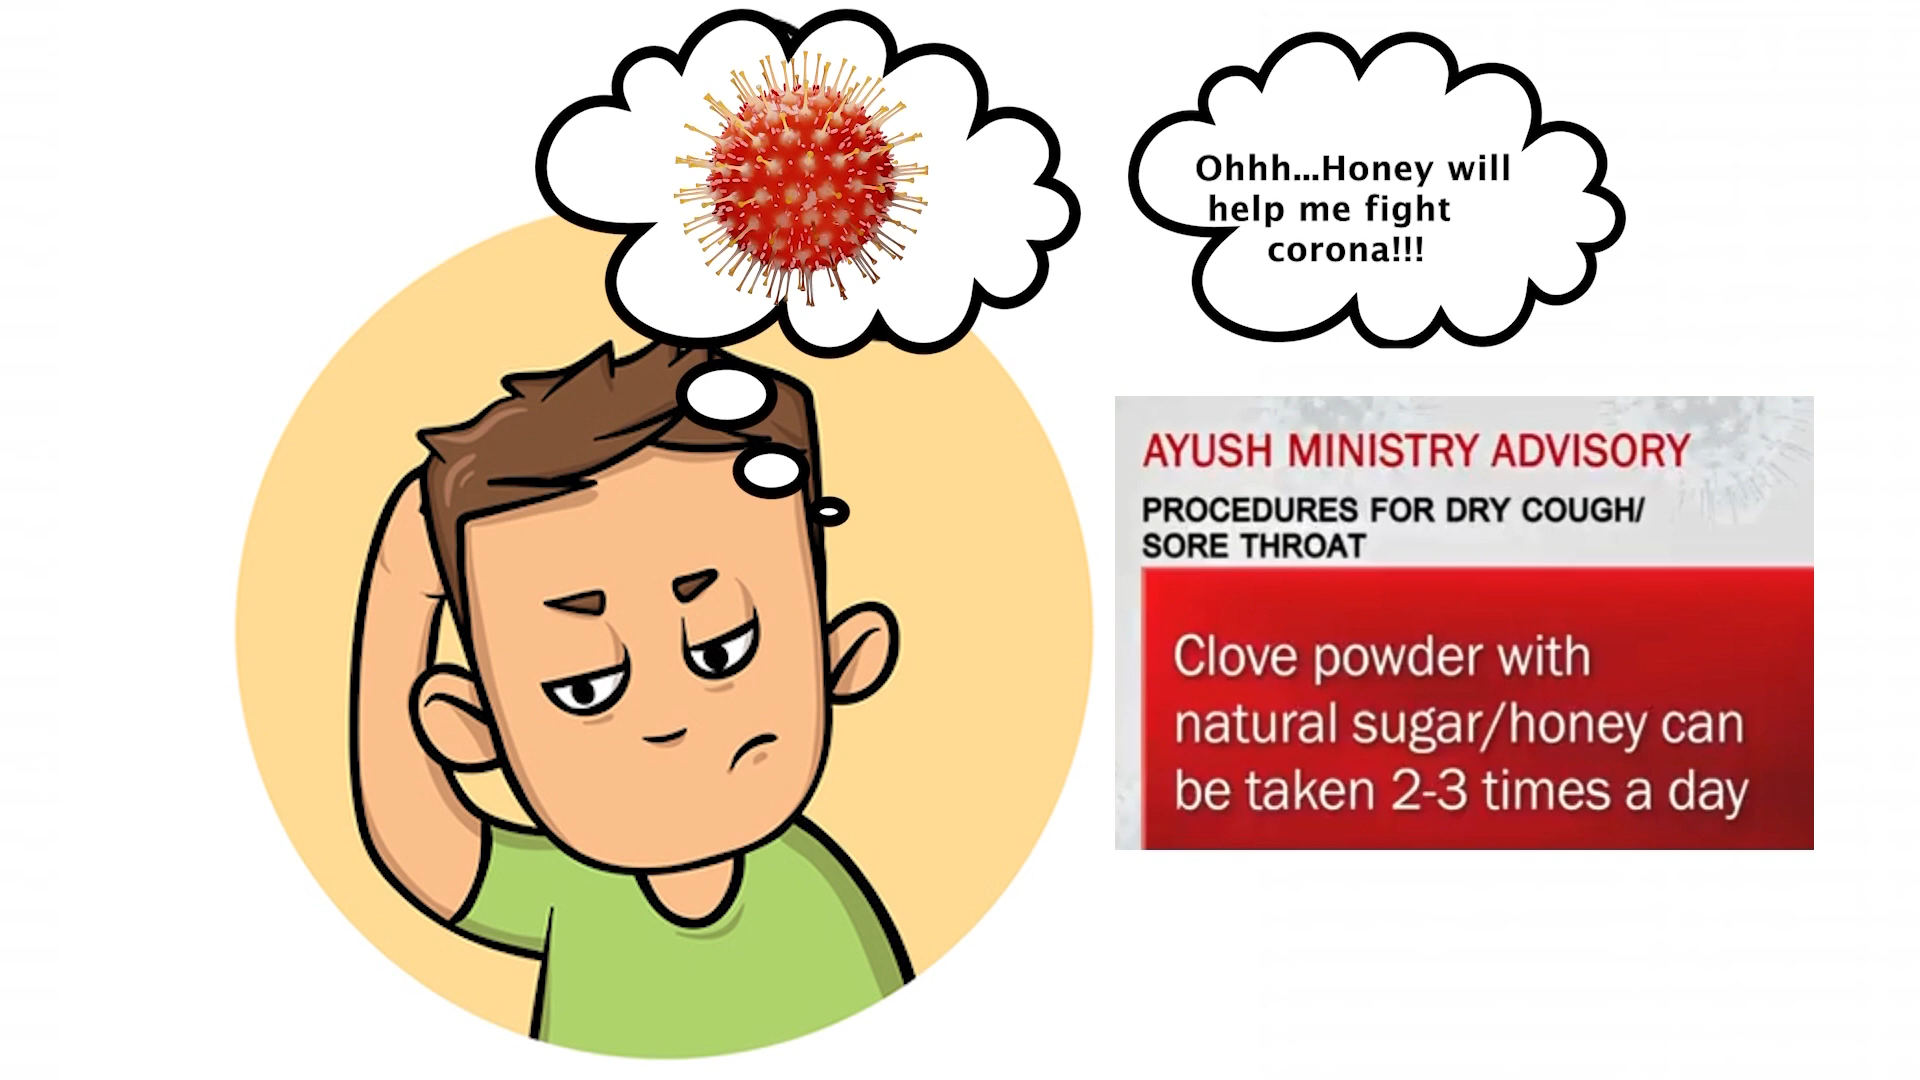 Ohhh...Honey will
help me fight
corona!!!
AYUSH MINISTRY ADVISORY
PROCEDURES FOR DRY COUGH/
SORE THROAT
Clove powder with
natural sugar/honey can
be taken 2-3 times a day